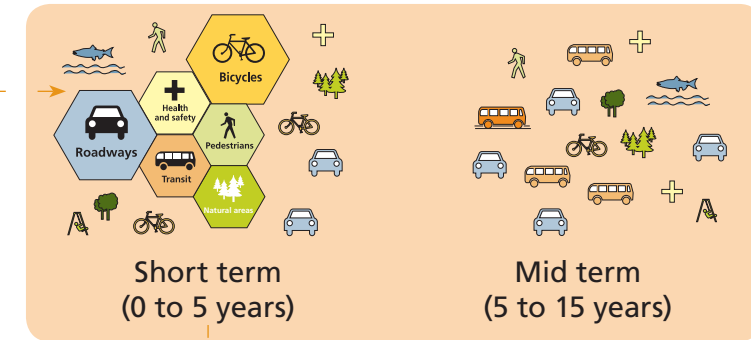 Bicycles
Health
and safety
Roadways
Pedestrians
Transit
Natural areas
Short term
(0 to 5 years)
Mid term
(5 to 15 years)